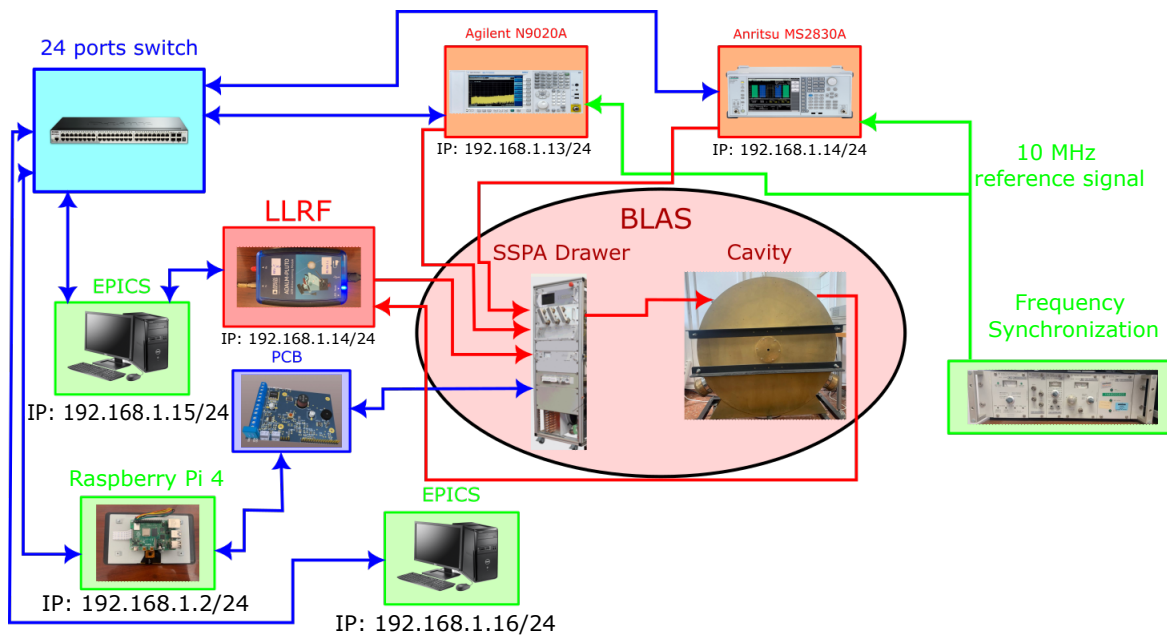 24 ports switch
Agilent N9020A
Anritsu MS2830A
IP: 192.168.1.13/24
IP: 192.168.1.14/24
10 MHz
reference signal
LLRF
BLAS
SSPA Drawer
Cavity
ADALM-PLUTO
EPICS
IP: 192.168.1.14/24
PCB
Frequency
Synchronization
IP: 192.168.1.15/24
Raspberry Pi 4
EPICS
IP: 192.168.1.2/24
IP: 192.168.1.16/24